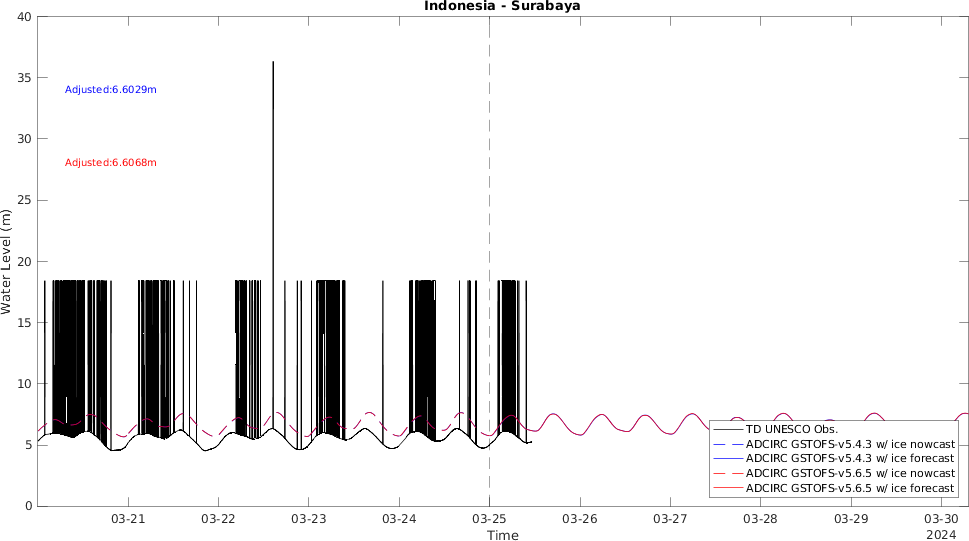 Indonesia - Surabaya
40
35
30
25
20
15
10
5
0
Water Level (m)
Adjusted:6.6029m
Adjusted:6.6068m
TD UNESCO Obs.
ADCIRC GSTOFS-v5.4.3 w/ ice nowcast
ADCIRC GSTOFS-v5.4.3 w/ ice forecast
ADCIRC GSTOFS-v5.6.5 w/ ice nowcast
ADCIRC GSTOFS-v5.6.5 w/ ice forecast
03-21 03-22 03-23 03-24 03-25 03-26 03-27 03-28 03-29 03-30
2024
Time